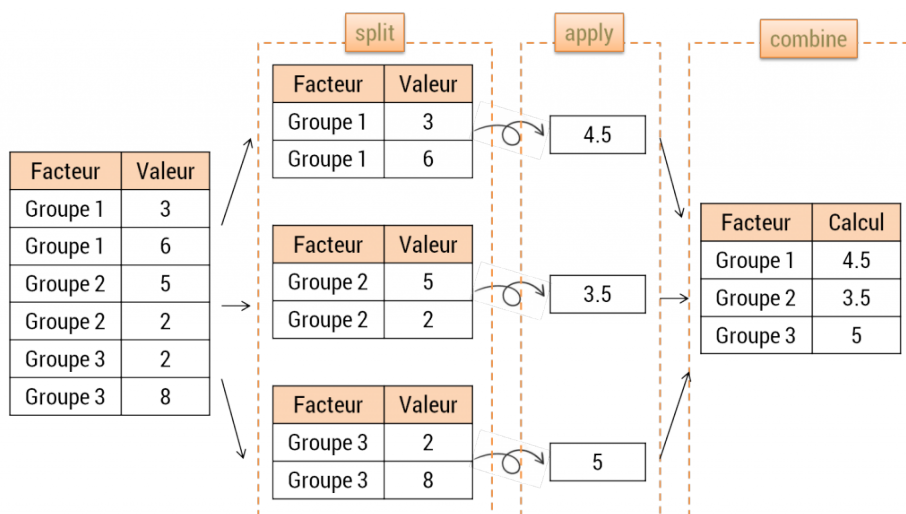 split
apply
combine
Facteur Valeur
Groupe 1 3
Groupe 1 6
Groupe 2 5
Groupe 2 2
Groupe 3 2
Groupe 3 8
Facteur Valeur
Groupe 1 3
Groupe 1 6
Facteur Valeur
Groupe 2 5
Groupe 2 2
Facteur Valeur
Groupe 3 2
Groupe 3 8
4.5
3.5
5
Facteur Calcul
Groupe 1 4.5
Groupe 2 3.5
Groupe 3 5